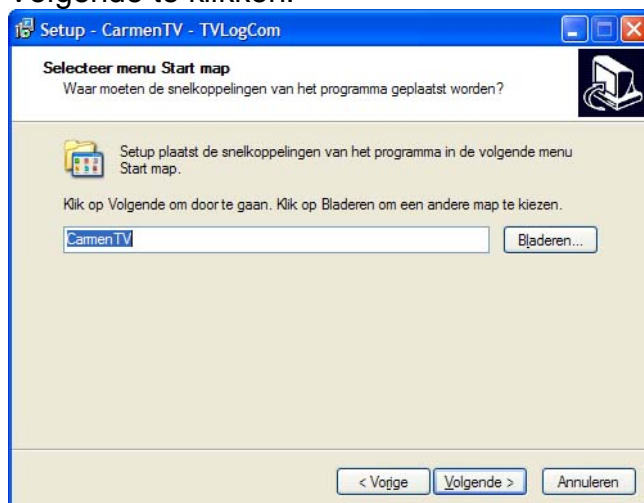 Volgende te klikken.
Setup - CarmenTV - TVLogCom
Selecteer menu Start map
Waar moeten de snelkoppelingen van het programma geplaatst worden?
Setup plaatst de snelkoppelingen van het programma in de volgende menu
Start map.
Klik op Volgende om door te gaan. Klik op Bladeren om een andere map te kiezen.
CarmenTV
Bladeren...
< Vorige
Volgende >
Annuleren